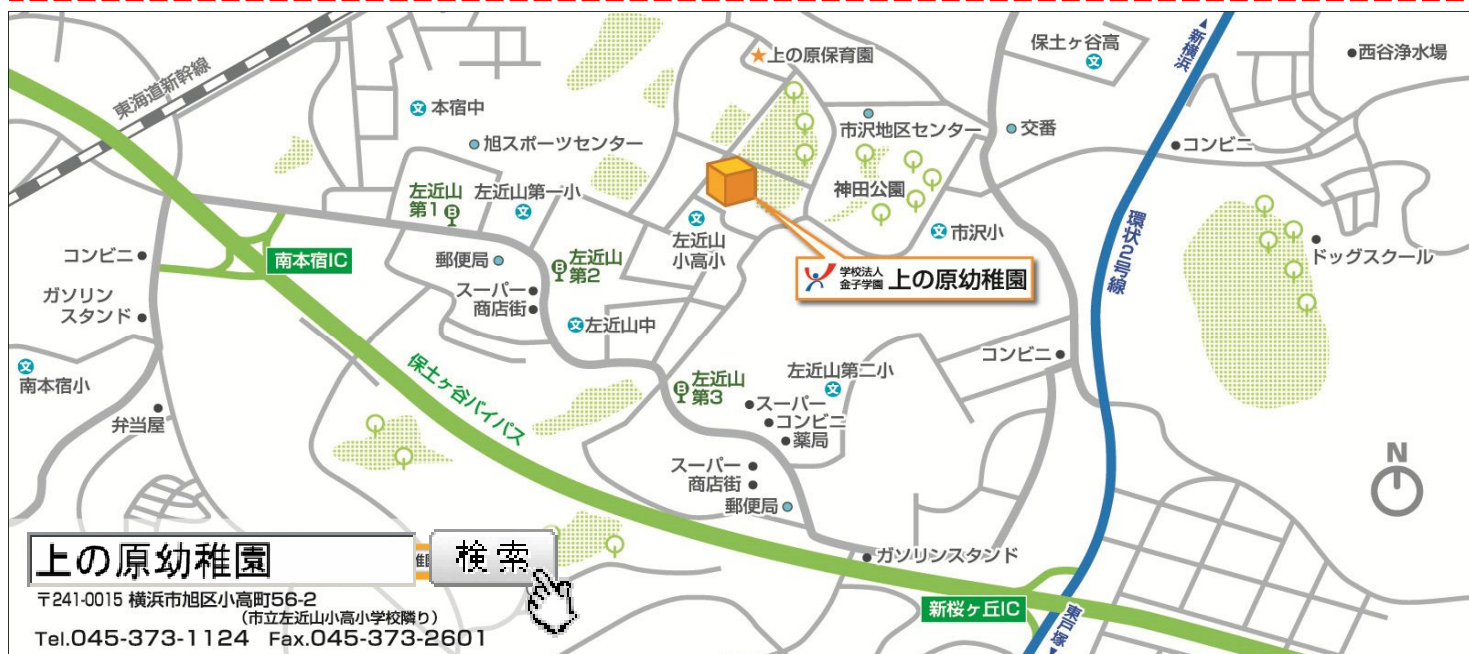 東海道新幹線
本宿中
旭スポーツセンター
上の原保育園
保土ヶ谷高
▲新横浜
西谷浄水場
市沢地区センター
交番
コンビニ
左近山
第1
左近山第一小
神田公園
左近山
小高小
市沢小
環状2号線
ドッグスクール
コンビニ
南本宿IC
郵便局
左近山
第2
学校法人
金子学園
上の原幼稚園
ガソリン
スタンド
スーパー
商店街
左近山中
南本宿小
保土ヶ谷バイパス
左近山
第3
左近山第二小
コンビニ
スーパー
コンビニ
薬局
弁当屋
スーパー
商店街
郵便局
N
ガソリンスタンド
新桜ヶ丘IC
東戸塚▼
上の原幼稚園
検索
〒241-0015 横浜市旭区小高町56-2
(市立左近山小高小学校隣り)
Tel.045-373-1124 Fax.045-373-2601